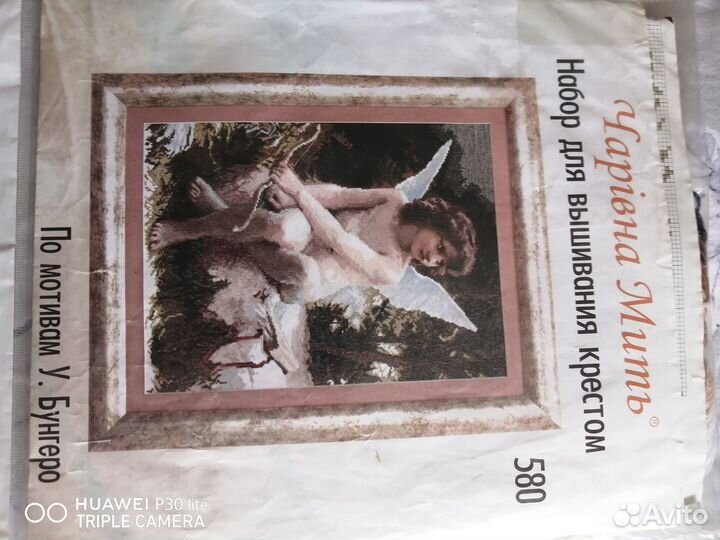 Чарівна Мить®
Набор для вышивания крестом
580
По мотивам У. Бунгеро
HUAWEI P30 lite
TRIPLE CAMERA
Avito